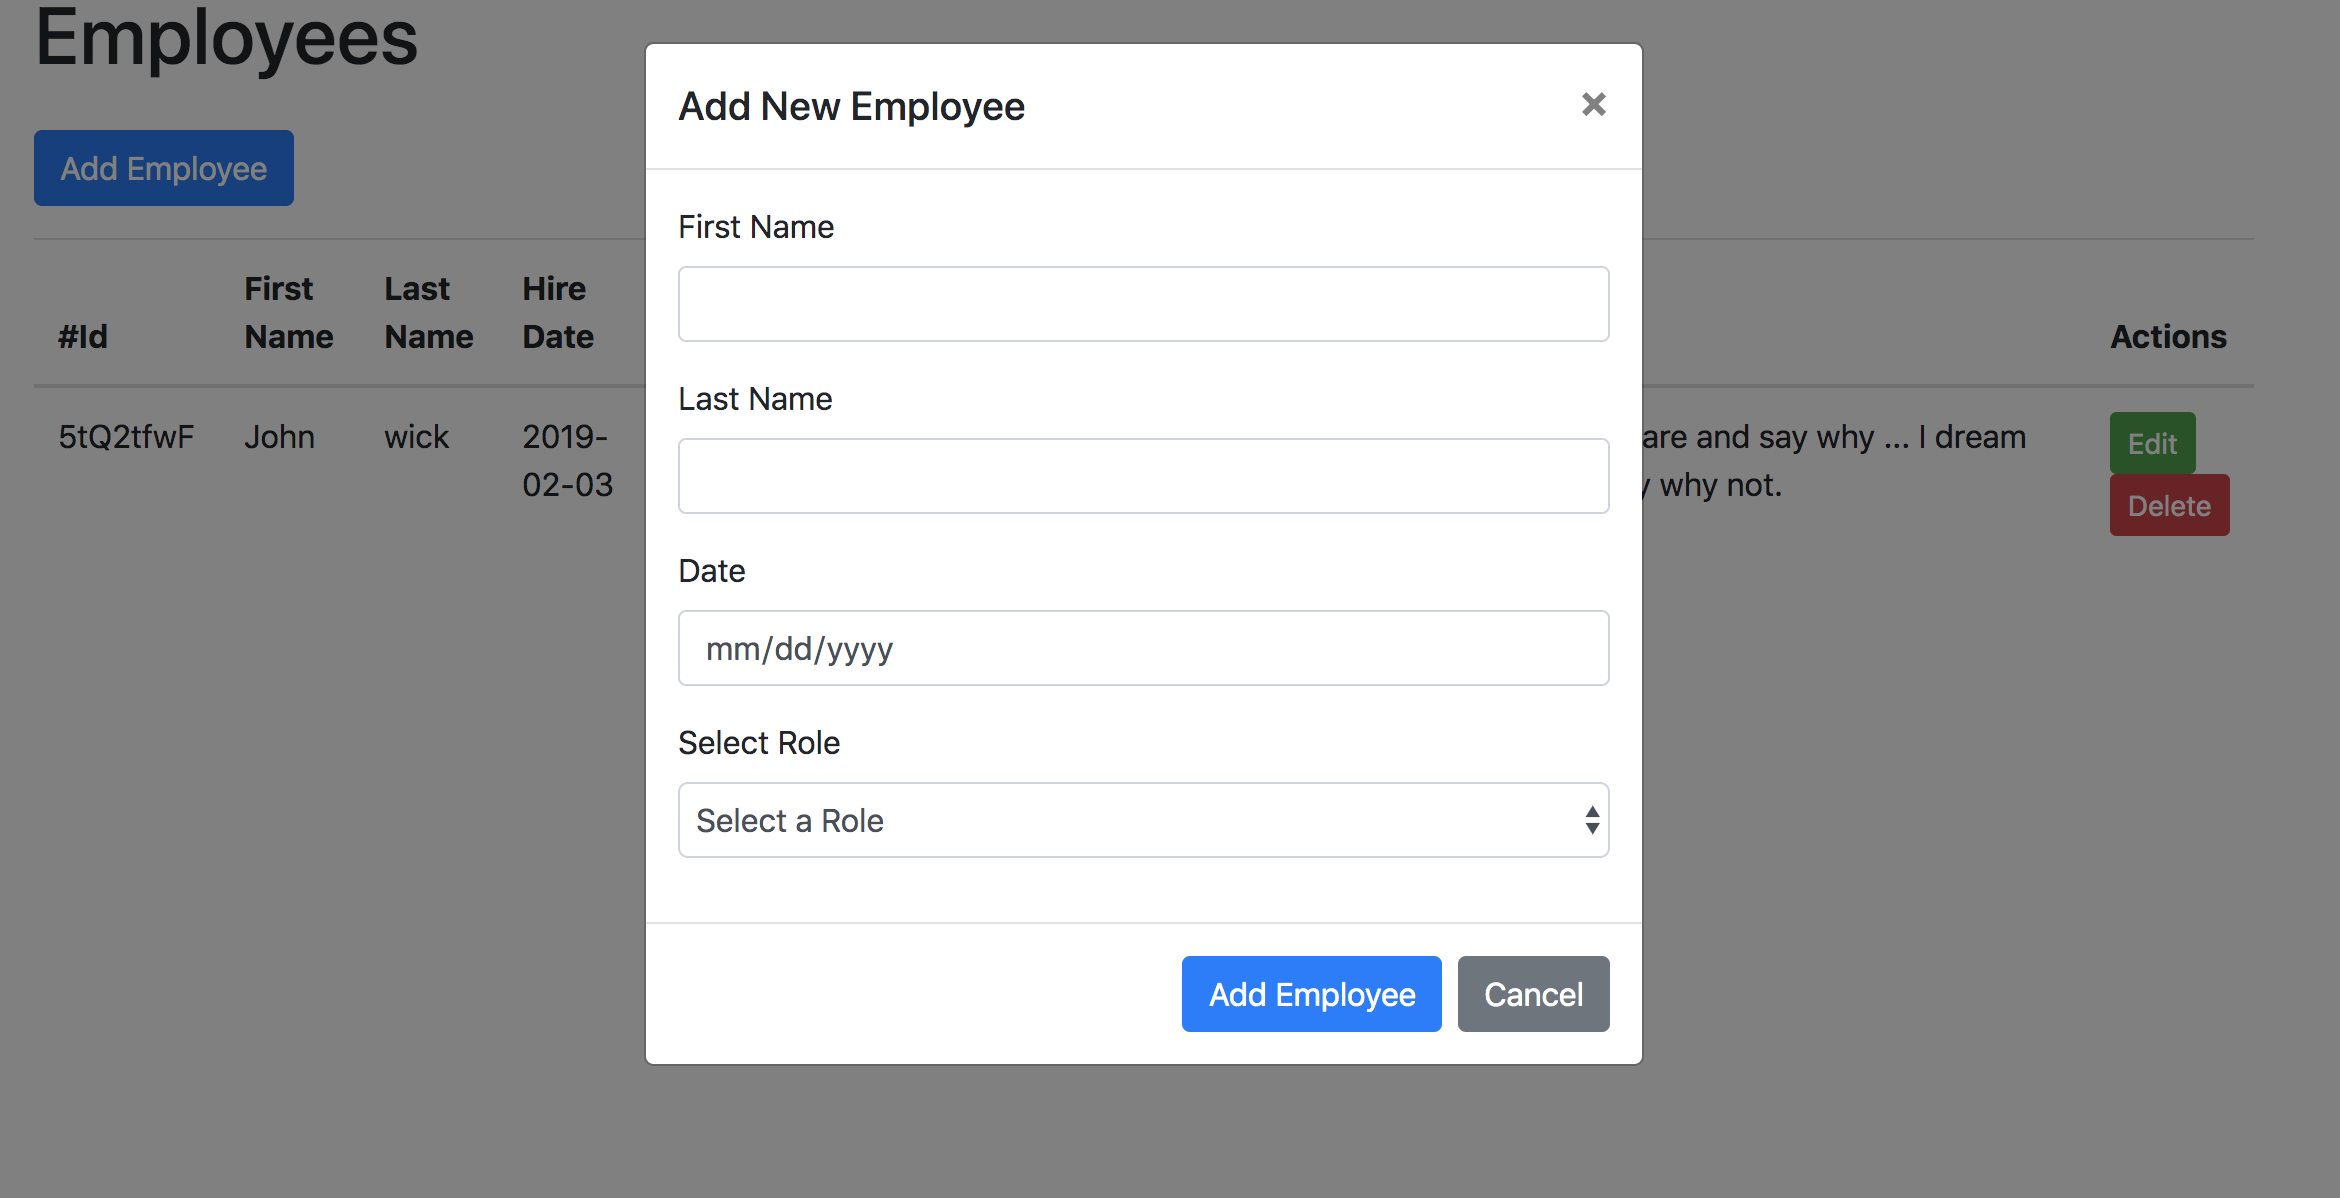 Employees
Add Employee
#Id First Name Last Name Hire Date Actions
5tQ2tfwF John wick 2019-02-03 are and say why ... I dream
why not.
Edit
Delete
Add New Employee ×
First Name
Last Name
Date
mm/dd/yyyy
Select Role
Select a Role
Add Employee Cancel